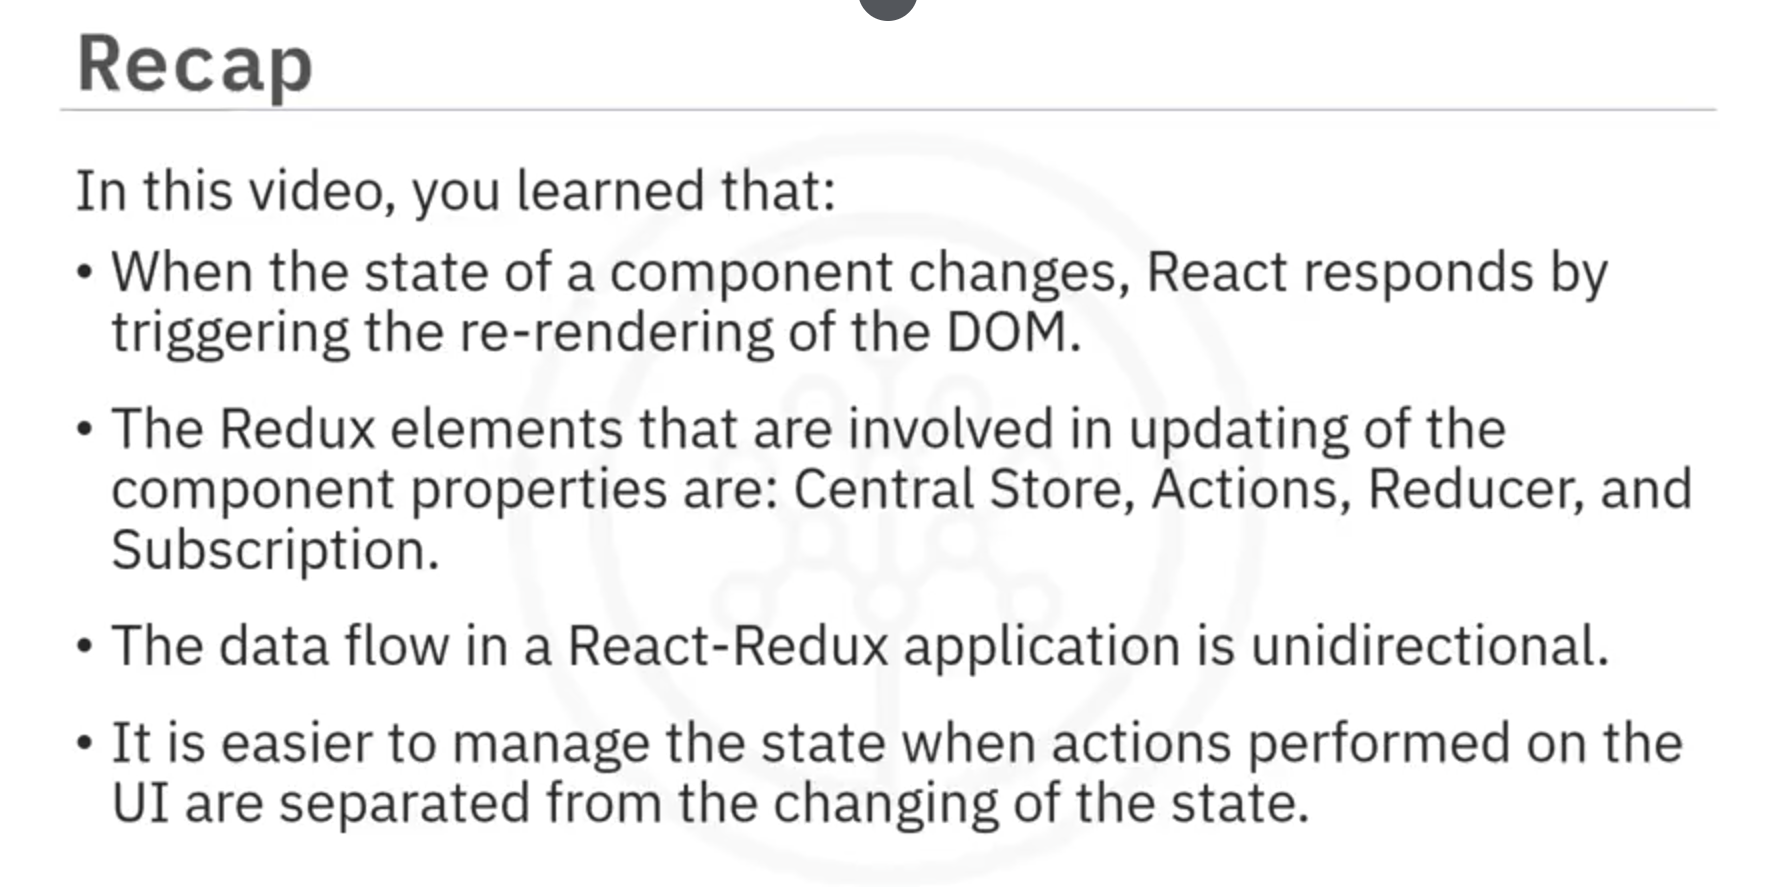 Recap
In this video, you learned that:
• When the state of a component changes, React responds by
triggering the re-rendering of the DOM.
• The Redux elements that are involved in updating of the
component properties are: Central Store, Actions, Reducer, and
Subscription.
• The data flow in a React-Redux application is unidirectional.
• It is easier to manage the state when actions performed on the
UI are separated from the changing of the state.